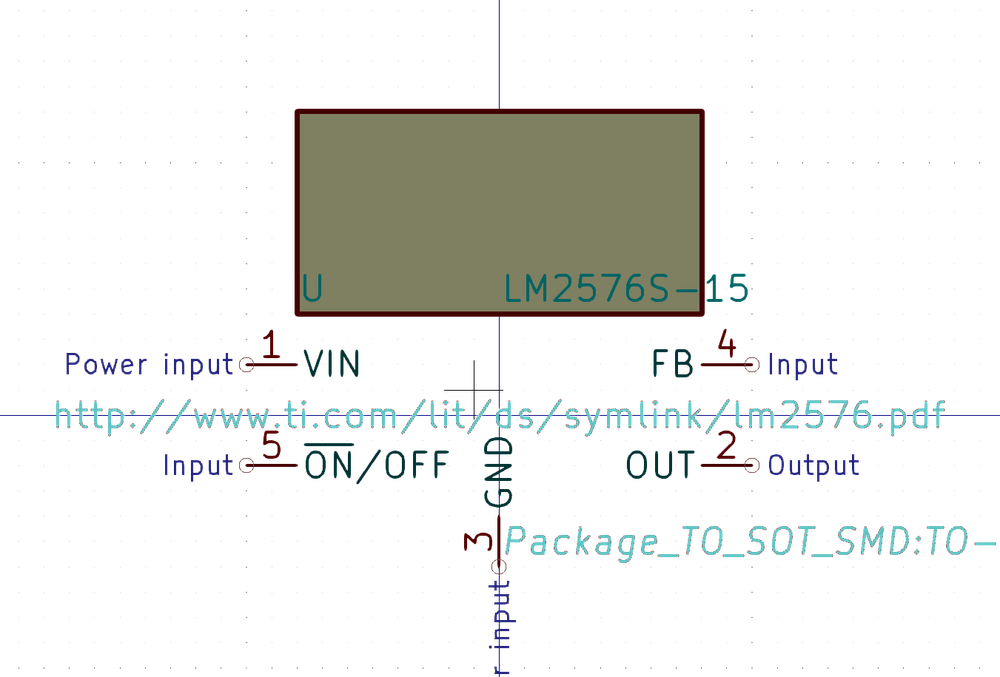 U LM2576S-15
1 4
Power input VIN FB Input
http://www.ti.com/lit/ds/symlink/lm2576.pdf
5 2
Input ON/OFF OUT Output
GND
3 Package_TO_SOT_SMD:TO-
r input